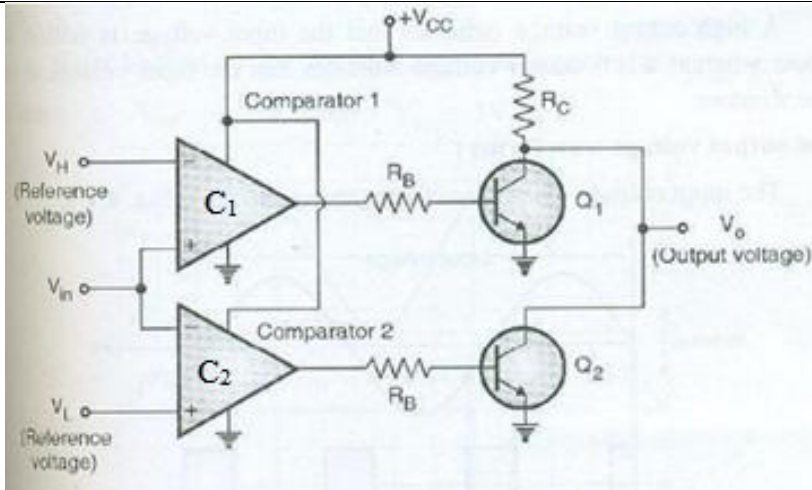 +VCC
Comparator 1
RC
VH
(Reference
voltage)
-
C1
+
RB
Q1
Vo
(Output voltage)
Vin
Comparator 2
-
C2
+
RB
Q2
VL
(Reference
voltage)